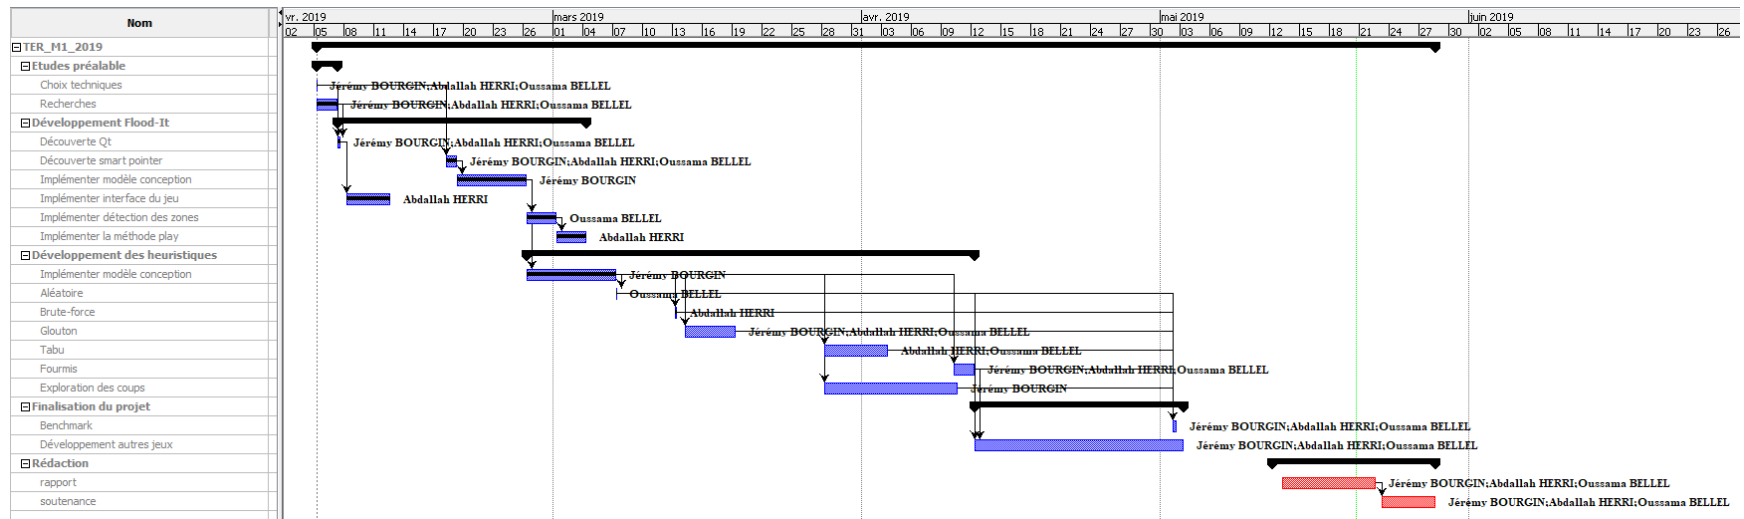 Nom
vr. 2019 mars 2019 avr. 2019 mai 2019 juin 2019
02 05 08 11 14 17 20 23 26 01 04 07 10 13 16 19 22 25 28 31 03 06 09 12 15 18 21 24 27 30 03 06 09 12 15 18 21 24 27 30 02 05 08 11 14 17 20 23 26
TER_M1_2019
Etudes préalable
Choix techniques Jérémy BOURGIN;Abdallah HERRI;Oussama BELLEL
Recherches Jérémy BOURGIN;Abdallah HERRI;Oussama BELLEL
Développement Flood-It
Découverte Qt Jérémy BOURGIN;Abdallah HERRI;Oussama BELLEL
Découverte smart pointer Jérémy BOURGIN;Abdallah HERRI;Oussama BELLEL
Implémenter modèle conception Jérémy BOURGIN
Implémenter interface du jeu Abdallah HERRI
Implémenter détection des zones Oussama BELLEL
Implémenter la méthode play Abdallah HERRI
Développement des heuristiques
Implémenter modèle conception Jérémy BOURGIN
Aléatoire Oussama BELLEL
Brute-force Abdallah HERRI
Glouton Jérémy BOURGIN;Abdallah HERRI;Oussama BELLEL
Tabu Abdallah HERRI;Oussama BELLEL
Fourmis Jérémy BOURGIN;Abdallah HERRI;Oussama BELLEL
Exploration des coups Jérémy BOURGIN
Finalisation du projet
Benchmark Jérémy BOURGIN;Abdallah HERRI;Oussama BELLEL
Développement autres jeux Jérémy BOURGIN;Abdallah HERRI;Oussama BELLEL
Rédaction
rapport Jérémy BOURGIN;Abdallah HERRI;Oussama BELLEL
soutenance Jérémy BOURGIN;Abdallah HERRI;Oussama BELLEL